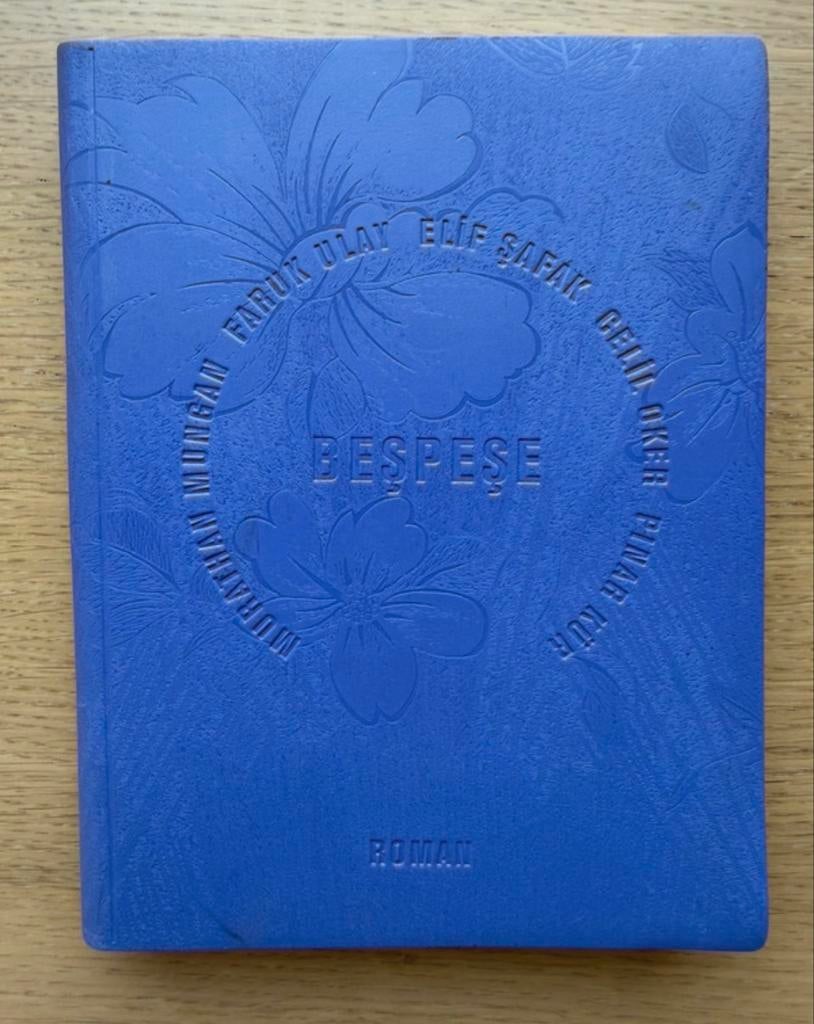 MURATHAN MUNGAN FARUK ULAY ELİF ŞAFAK CELİL OKER PINAR KÜR
BEŞPEŞE
ROMAN